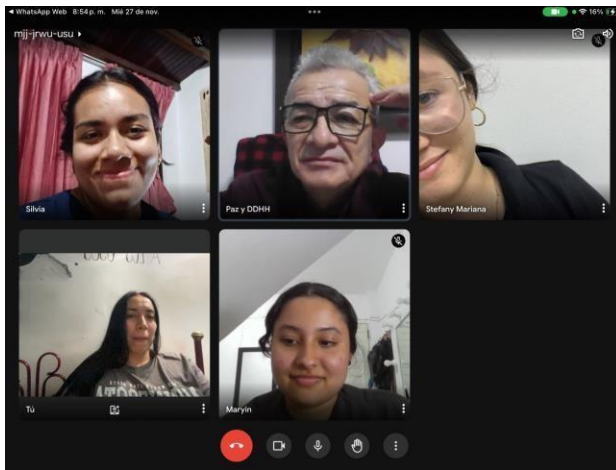 WhatsApp Web 8:54 p. m. Mié 27 de nov.
16%
mjj-jrwu-usu
Silvia
Paz y DDHH
Stefany Mariana
Tú
Maryin